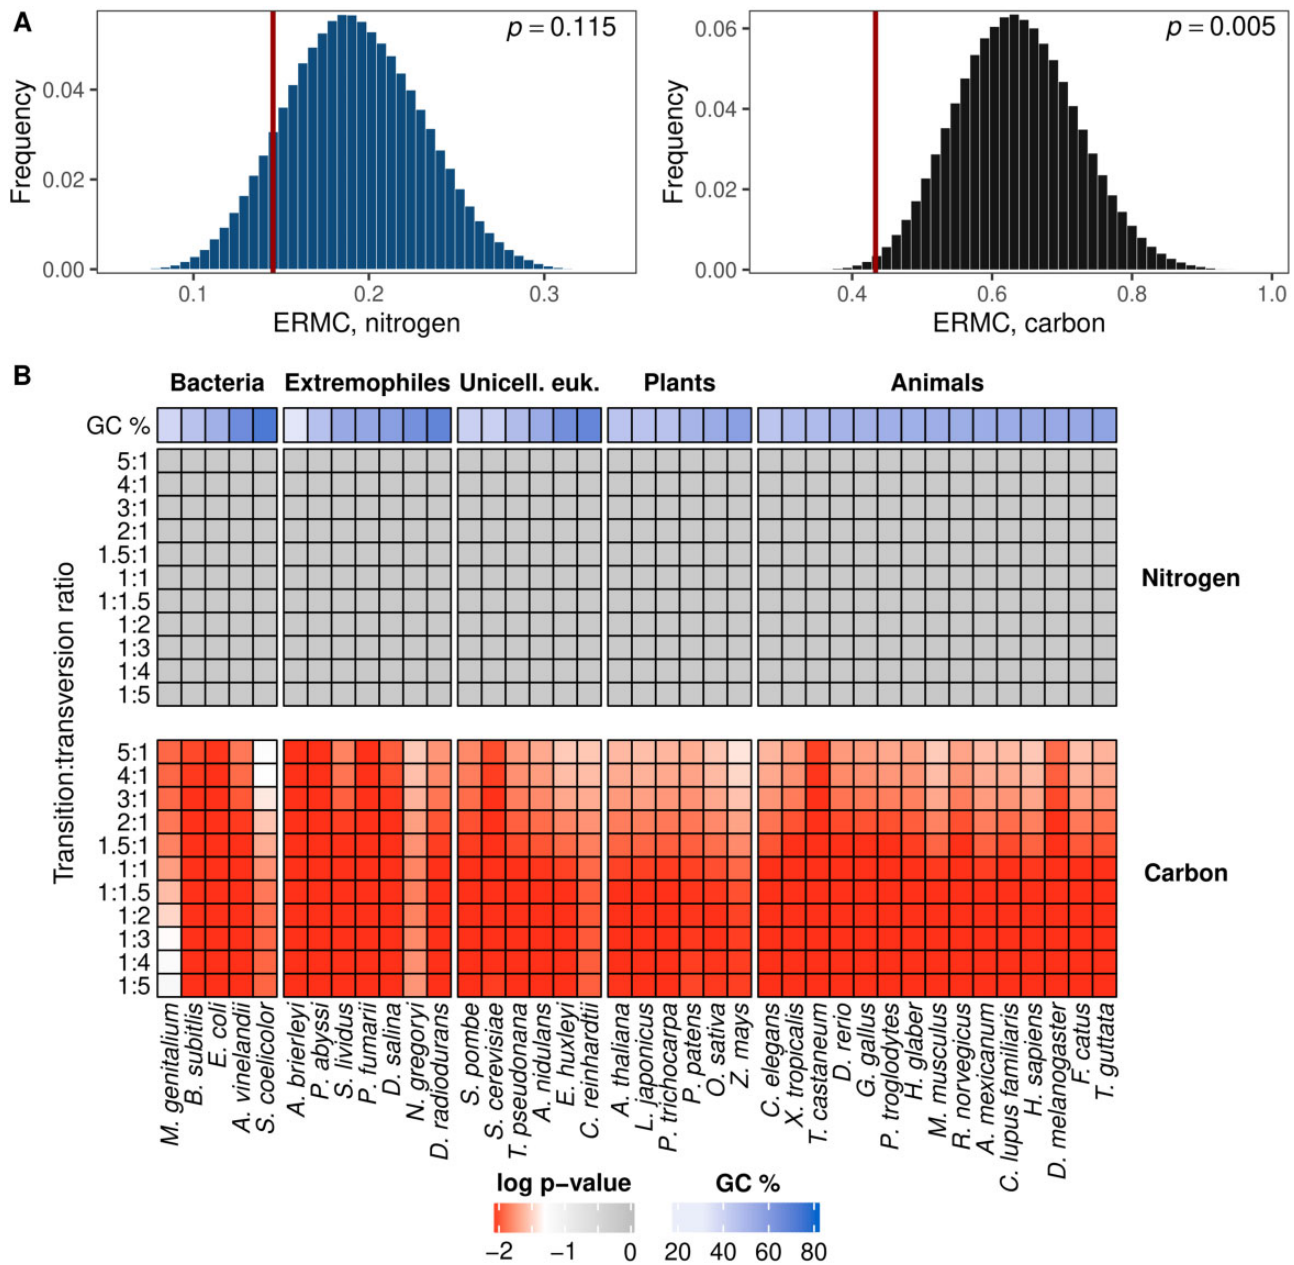 A
p = 0.115
Frequency
0.04
0.02
0.00
0.1
0.2
0.3
ERMC, nitrogen
p = 0.005
Frequency
0.06
0.04
0.02
0.00
0.4
0.6
0.8
1.0
ERMC, carbon
B
Bacteria
Extremophiles
Unicell. euk.
Plants
Animals
GC %
Transition:transversion ratio
5:1
4:1
3:1
2:1
1.5:1
1:1
1:1.5
1:2
1:3
1:4
1:5
Nitrogen
5:1
4:1
3:1
2:1
1.5:1
1:1
1:1.5
1:2
1:3
1:4
1:5
Carbon
M. genitalium
B. subtitlis
E. coli
A. vinelandii
S. coelicolor
A. brierleyi
P. abyssi
S. lividus
P. fumarii
D. salina
N. gregoryi
D. radiodurans
S. pombe
S. cerevisiae
T. pseudonana
A. nidulans
E. huxleyi
C. reinhardtii
A. thaliana
L. japonicus
P. trichocarpa
P. patens
O. sativa
Z. mays
C. elegans
X. tropicalis
T. castaneum
D. rerio
G. gallus
P. troglodytes
H. glaber
M. musculus
R. norvegicus
A. mexicanum
C. lupus familiaris
H. sapiens
D. melanogaster
F. catus
T. guttata
log p−value
−2
−1
0
GC %
20
40
60
80